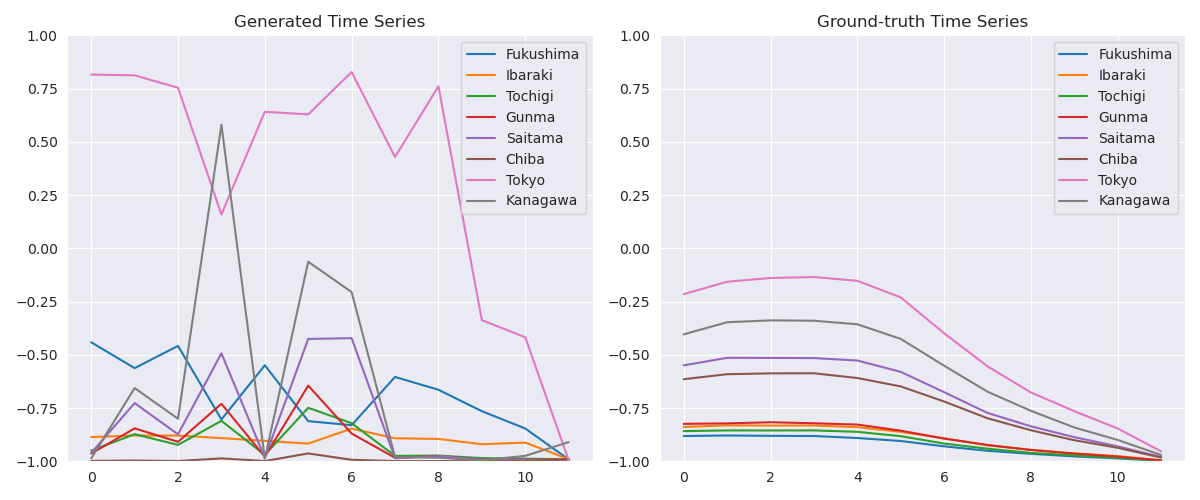 Generated Time Series
1.00
0.75
0.50
0.25
0.00
−0.25
−0.50
−0.75
−1.00
0 2 4 6 8 10
Fukushima
Ibaraki
Tochigi
Gunma
Saitama
Chiba
Tokyo
Kanagawa
Ground-truth Time Series
1.00
0.75
0.50
0.25
0.00
−0.25
−0.50
−0.75
−1.00
0 2 4 6 8 10
Fukushima
Ibaraki
Tochigi
Gunma
Saitama
Chiba
Tokyo
Kanagawa